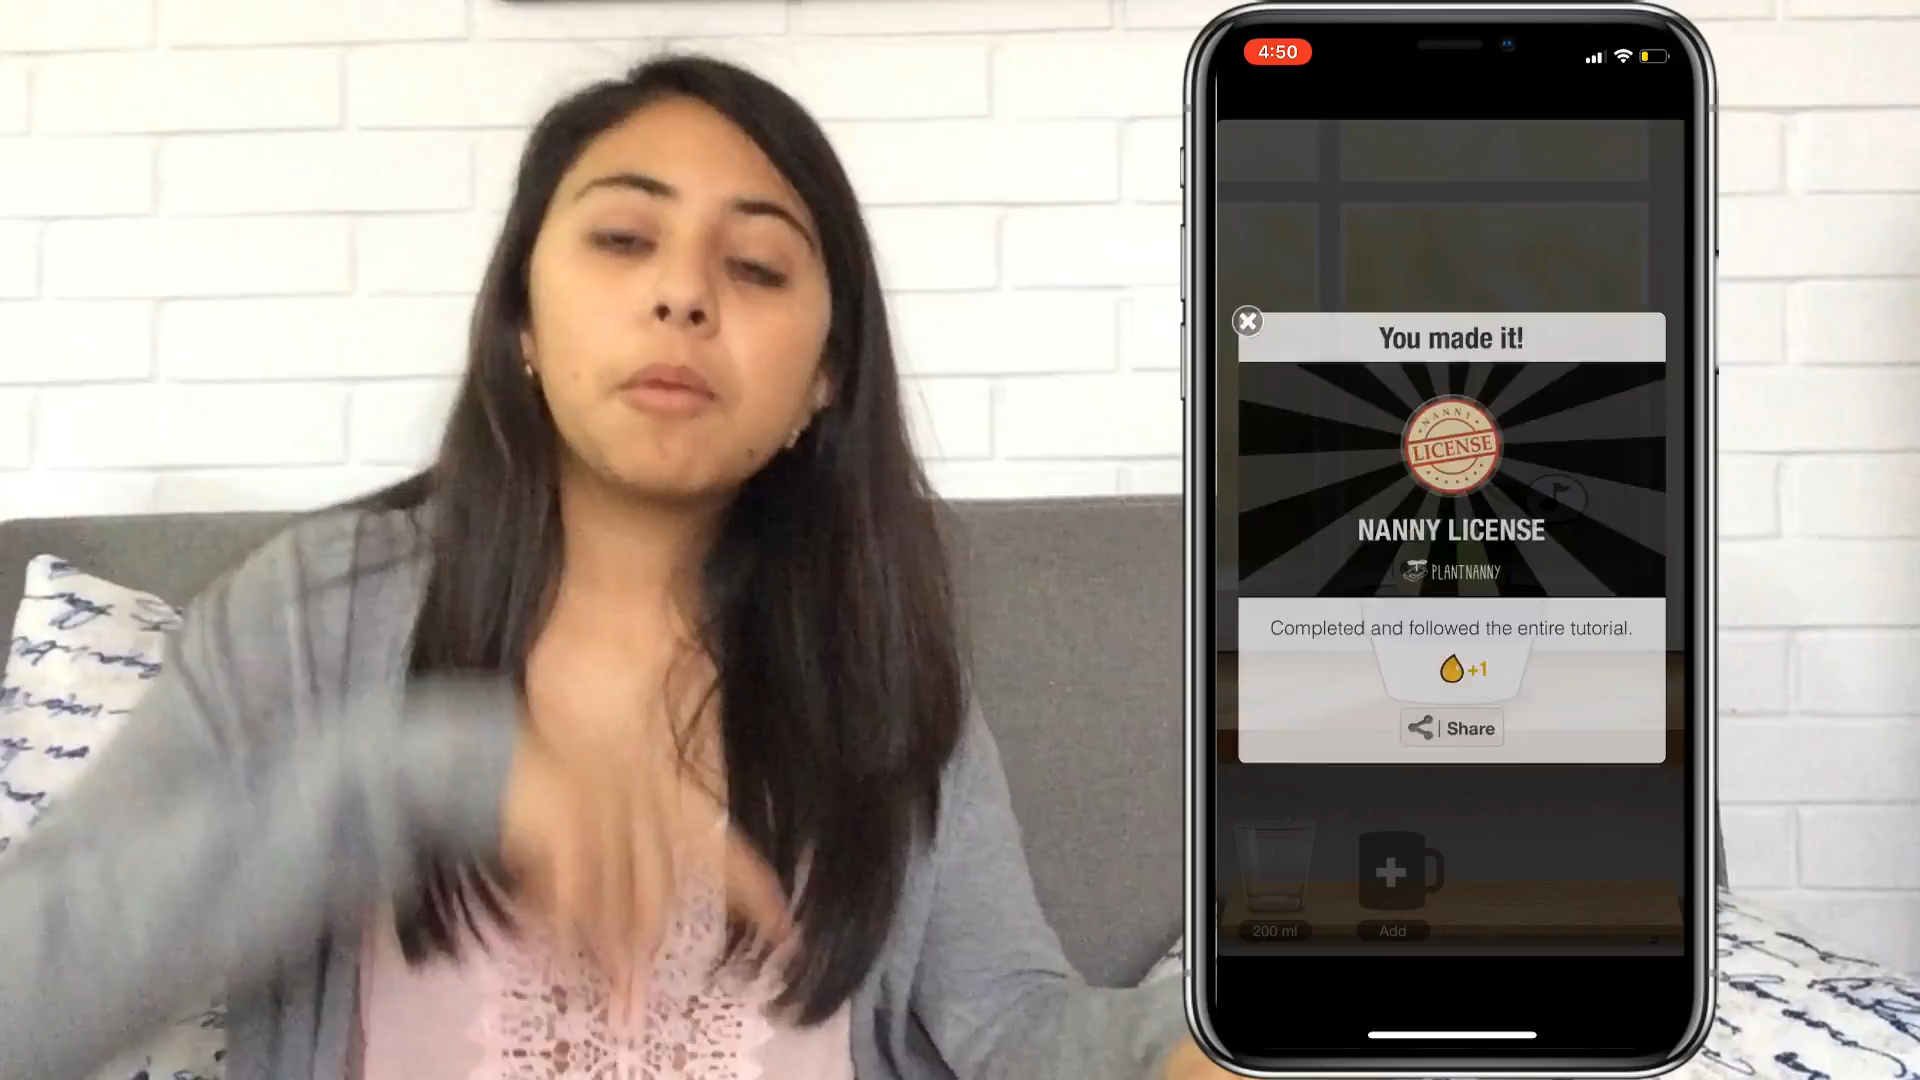 4:50
You made it!
NANNY
LICENSE
NANNY LICENSE
PLANTNANNY
Completed and followed the entire tutorial.
+1
Share
200 ml
Add